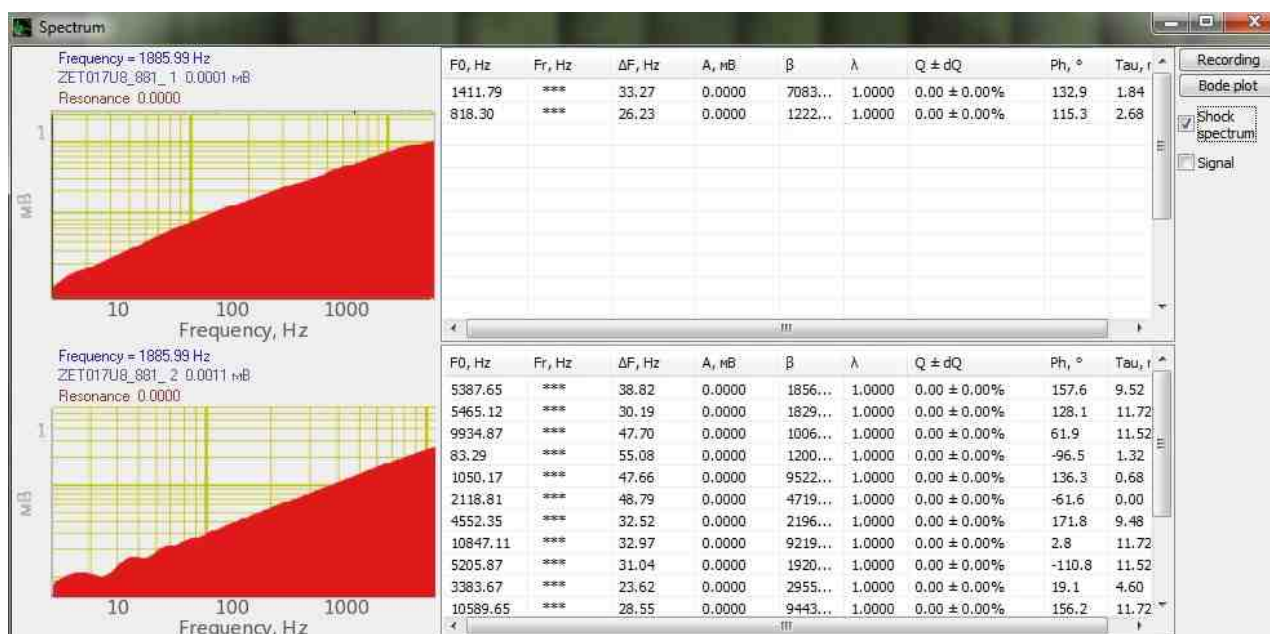 Spectrum
Frequency = 1885.99 Hz
ZET017U8_881_ 1 0.0001 мВ
Resonance 0.0000
1
мВ
10 100 1000
Frequency, Hz
F0, Hz Fr, Hz ΔF, Hz A, мВ β λ Q ± dQ Ph, ° Tau,
1411.79 *** 33.27 0.0000 7083... 1.0000 0.00 ± 0.00% 132.9 1.84
818.30 *** 26.23 0.0000 1222... 1.0000 0.00 ± 0.00% 115.3 2.68
Recording
Bode plot
Shock
spectrum
Signal
Frequency = 1885.99 Hz
ZET017U8_881_ 2 0.0011 мВ
Resonance 0.0000
1
мВ
10 100 1000
Frequency, Hz
F0, Hz Fr, Hz ΔF, Hz A, мВ β λ Q ± dQ Ph, ° Tau,
5387.65 *** 38.82 0.0000 1856... 1.0000 0.00 ± 0.00% 157.6 9.52
5465.12 *** 30.19 0.0000 1829... 1.0000 0.00 ± 0.00% 128.1 11.72
9934.87 *** 47.70 0.0000 1006... 1.0000 0.00 ± 0.00% 61.9 11.52
83.29 *** 55.08 0.0000 1200... 1.0000 0.00 ± 0.00% -96.5 1.32
1050.17 *** 47.66 0.0000 9522... 1.0000 0.00 ± 0.00% 136.3 0.68
2118.81 *** 48.79 0.0000 4719... 1.0000 0.00 ± 0.00% -61.6 0.00
4552.35 *** 32.52 0.0000 2196... 1.0000 0.00 ± 0.00% 171.8 9.48
10847.11 *** 32.97 0.0000 9219... 1.0000 0.00 ± 0.00% 2.8 11.72
5205.87 *** 31.04 0.0000 1920... 1.0000 0.00 ± 0.00% -110.8 11.52
3383.67 *** 23.62 0.0000 2955... 1.0000 0.00 ± 0.00% 19.1 4.60
10589.65 *** 28.55 0.0000 9443... 1.0000 0.00 ± 0.00% 156.2 11.72